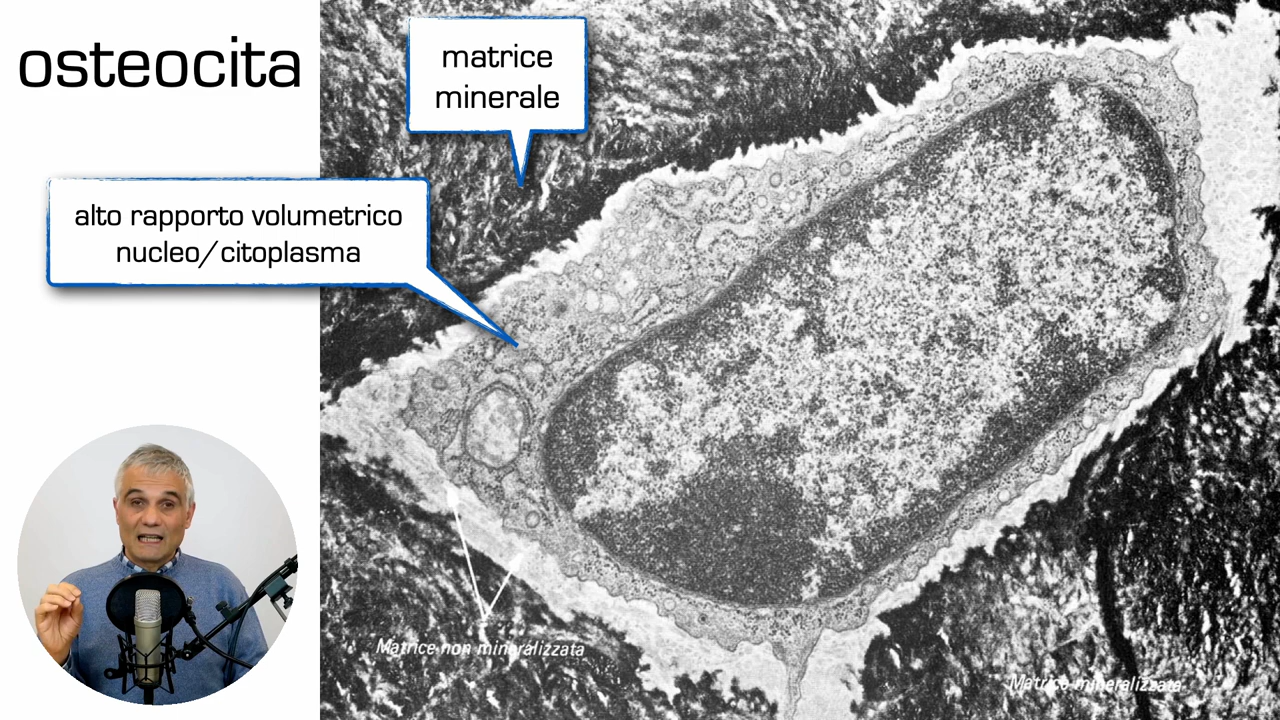 osteocita
matrice
minerale
alto rapporto volumetrico
nucleo/citoplasma
Matrice non mineralizzata
Matrice mineralizzata